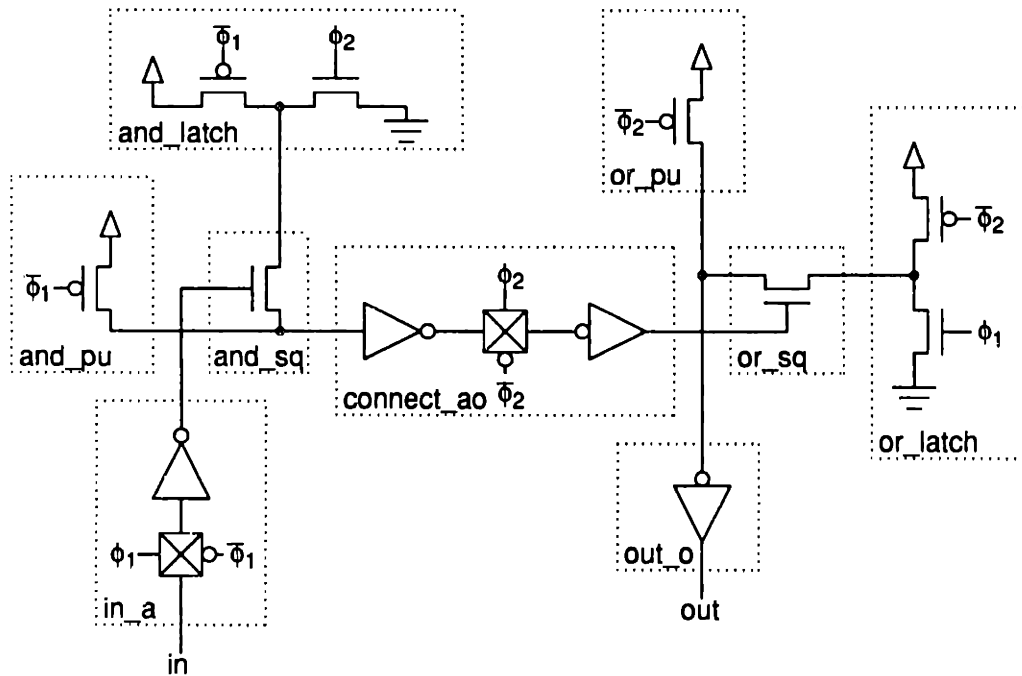 ϕ̅1 ϕ2
and_latch
ϕ̅2
or_pu
ϕ̅2
ϕ1
or_latch
ϕ̅1
and_pu
and_sq
ϕ2
ϕ̅2
connect_ao
or_sq
ϕ1 ϕ̅1
in_a
in
out_o
out